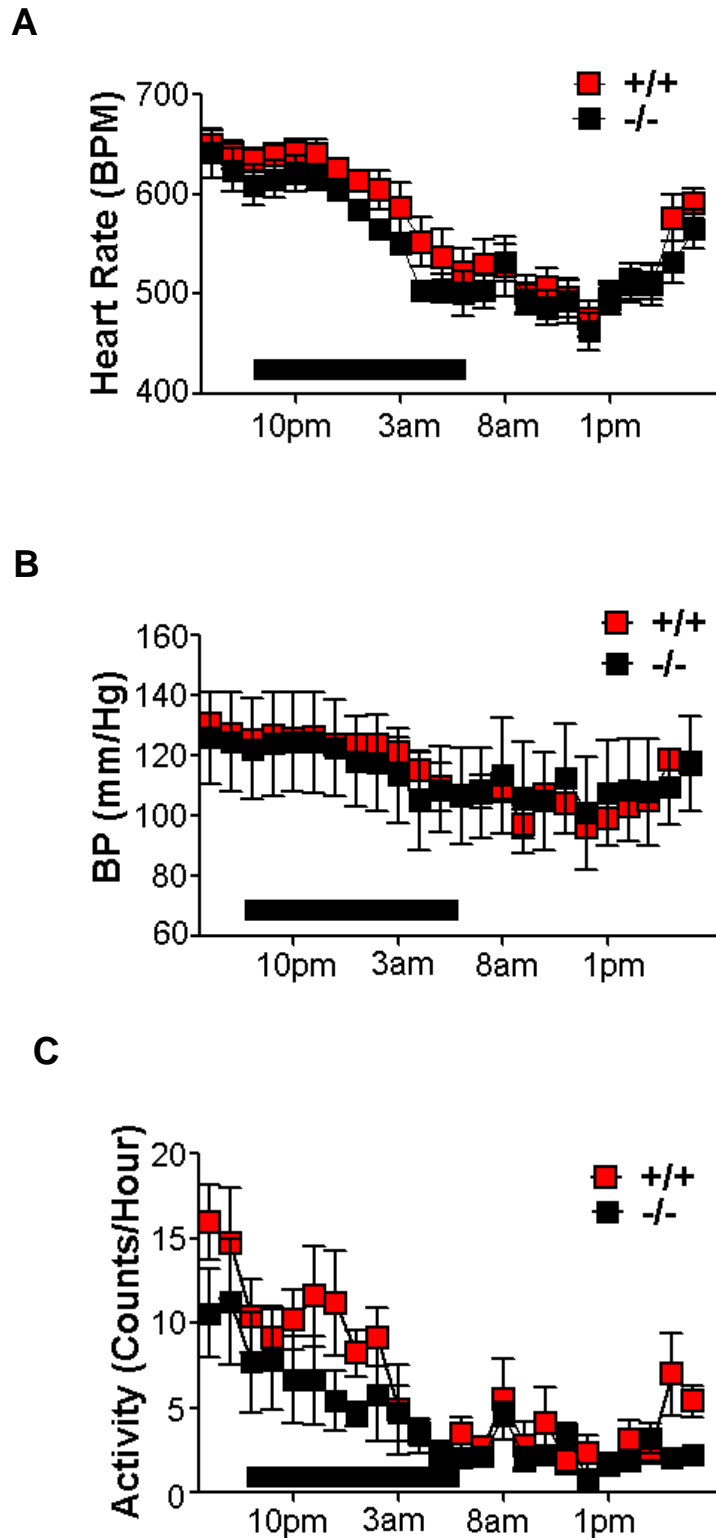 A
Heart Rate (BPM)
+/+
-/-
700
600
500
400
10pm 3am 8am 1pm
B
BP (mm/Hg)
+/+
-/-
160
140
120
100
80
60
10pm 3am 8am 1pm
C
Activity (Counts/Hour)
+/+
-/-
20
15
10
5
0
10pm 3am 8am 1pm